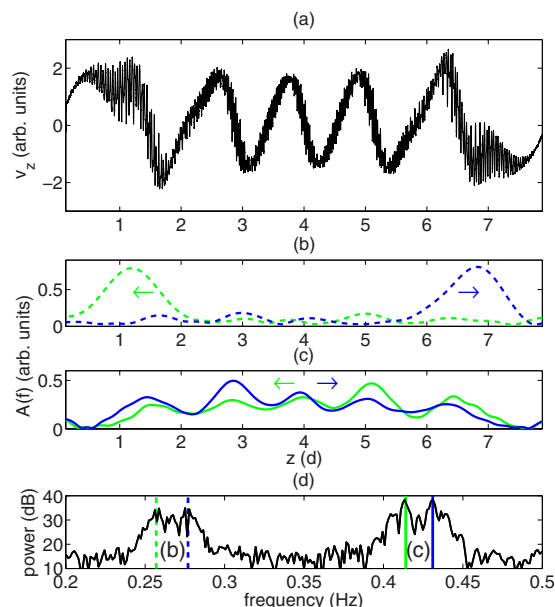 (a)
v_z (arb. units)
2
0
−2
1 2 3 4 5 6 7
(b)
0.5
0
1 2 3 4 5 6 7
(c)
A(f) (arb. units)
0.5
0
1 2 3 4 5 6 7
z (d)
(d)
power (dB)
40
30
20
10
(b)
(c)
0.2 0.25 0.3 0.35 0.4 0.45 0.5
frequency (Hz)